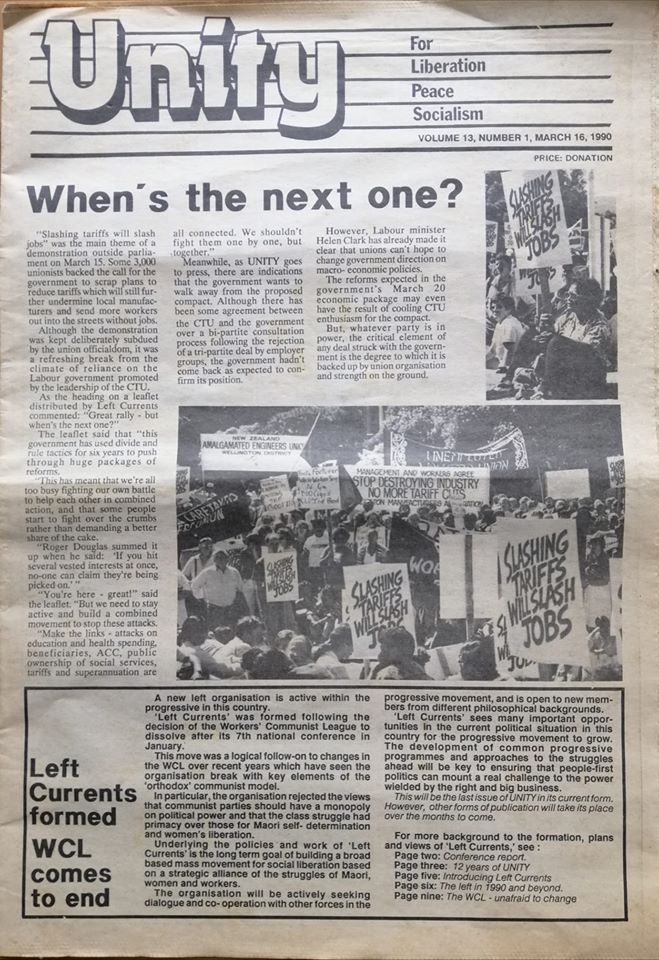 Unity
For
Liberation
Peace
Socialism
VOLUME 13, NUMBER 1, MARCH 16, 1990
PRICE: DONATION
When's the next one?
"Slashing tariffs will slash
jobs" was the main theme of a
demonstration outside parlia-
ment on March 15. Some 3,000
unionists backed the call for the
government to scrap plans to
reduce tariffs which will still fur-
ther undermine local manufac-
turers and send more workers
out into the streets without jobs.
Although the demonstration
was kept deliberately subdued
by the union officialdom, it was
a refreshing break from the
climate of reliance on the
Labour government promoted
by the leadership of the CTU.
As the heading on a leaflet
distributed by Left Currents
commented: "Great rally - but
when's the next one?"
The leaflet said that "this
government has used divide and
rule tactics for six years to push
through huge packages of
reforms.
"This has meant that we're all
too busy fighting our own battle
to help each other in combined
action, and that some people
start to fight over the crumbs
rather than demanding a better
share of the cake.
"Roger Douglas summed it
up when he said: 'If you hit
several vested interests at once,
no-one can claim they're being
picked on.'"
"You're here - great!" said
the leaflet. "But we need to stay
active and build a combined
movement to stop these attacks.
"Make the links - attacks on
education and health spending,
beneficiaries, ACC, public
ownership of social services,
tariffs and superannuation are
all connected. We shouldn't
fight them one by one, but
together."
Meanwhile, as UNITY goes
to press, there are indications
that the government wants to
walk away from the proposed
compact. Although there has
been some agreement between
the CTU and the government
over a bi-partite consultation
process following the rejection
of a tri-partite deal by employer
groups, the government hadn't
come back as expected to con-
firm its position.
However, Labour minister
Helen Clark has already made it
clear that unions can't hope to
change government direction on
macro- economic policies.
The reforms expected in the
government's March 20
economic package may even
have the result of cooling CTU
enthusiasm for the compact.
But, whatever party is in
power, the critical element of
any deal struck with the govern-
ment is the degree to which it is
backed up by union organisation
and strength on the ground.
SLASHING
TARIFFS
WILL SLASH
JOBS
NEW ZEALAND
AMALGAMATED ENGINEERS UNION
WELLINGTON DISTRICT
UNEMPLOYED
UNION
MANAGEMENT AND WORKERS AGREE
STOP DESTROYING INDUSTRY
NO MORE TARIFF CUTS
SLASHING
TARIFFS
WILL SLASH
JOBS
SLASHING
TARIFFS
WILL SLASH
JOBS
SLASHING
TARIFFS
WILL SLASH
JOBS
Left
Currents
formed
WCL
comes
to end
A new left organisation is active within the
progressive in this country.
'Left Currents' was formed following the
decision of the Workers' Communist League to
dissolve after its 7th national conference in
January.
This move was a logical follow-on to changes in
the WCL over recent years which have seen the
organisation break with key elements of the
'orthodox' communist model.
In particular, the organisation rejected the views
that communist parties should have a monopoly
on political power and that the class struggle had
primacy over those for Maori self- determination
and women's liberation.
Underlying the policies and work of 'Left
Currents' is the long term goal of building a broad
based mass movement for social liberation based
on a strategic alliance of the struggles of Maori,
women and workers.
The organisation will be actively seeking
dialogue and co- operation with other forces in the
progressive movement, and is open to new mem-
bers from different philosophical backgrounds.
'Left Currents' sees many important oppor-
tunities in the current political situation in this
country for the progressive movement to grow.
The development of common progressive
programmes and approaches to the struggles
ahead will be key to ensuring that people-first
politics can mount a real challenge to the power
wielded by the right and big business.
This will be the last issue of UNITY in its current form.
However, other forms of publication will take its place
over the months to come.
For more background to the formation, plans
and views of 'Left Currents,' see :
Page two: Conference report.
Page three: 12 years of UNITY
Page five: Introducing Left Currents
Page six: The left in 1990 and beyond.
Page nine: The WCL - unafraid to change